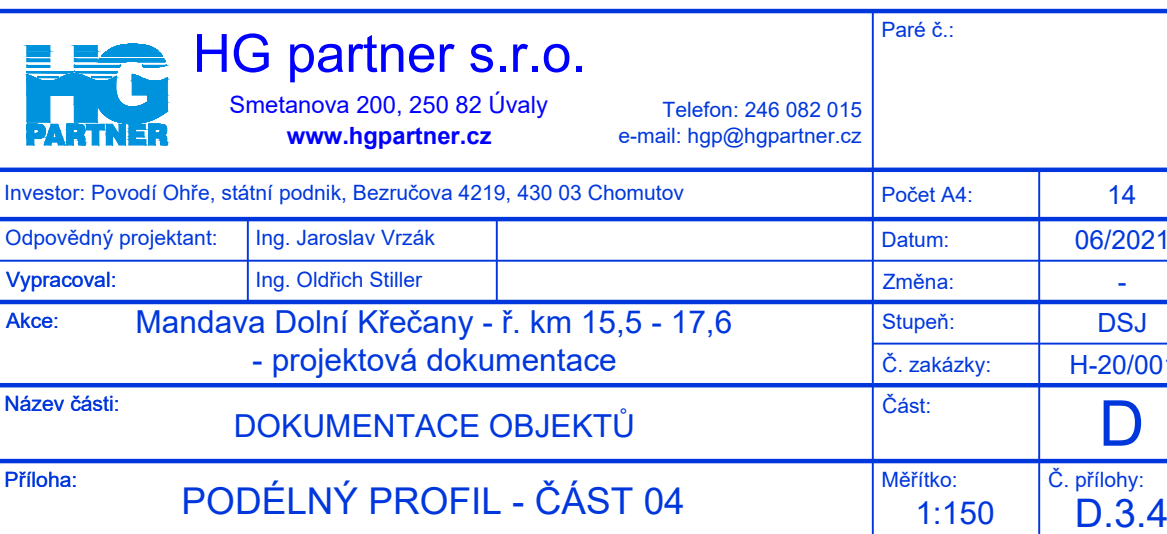 HG PARTNER
HG partner s.r.o.
Smetanova 200, 250 82 Úvaly
www.hgpartner.cz
Telefon: 246 082 015
e-mail: hgp@hgpartner.cz
Paré č.:
Investor: Povodí Ohře, státní podnik, Bezručova 4219, 430 03 Chomutov
Počet A4: 14
Odpovědný projektant: Ing. Jaroslav Vrzák
Datum: 06/2021
Vypracoval: Ing. Oldřich Stiller
Změna: -
Akce: Mandava Dolní Křečany - ř. km 15,5 - 17,6
- projektová dokumentace
Stupeň: DSJ
Č. zakázky: H-20/001
Název části:
DOKUMENTACE OBJEKTŮ
Část: D
Příloha:
PODÉLNÝ PROFIL - ČÁST 04
Měřítko:
1:150
Č. přílohy:
D.3.4